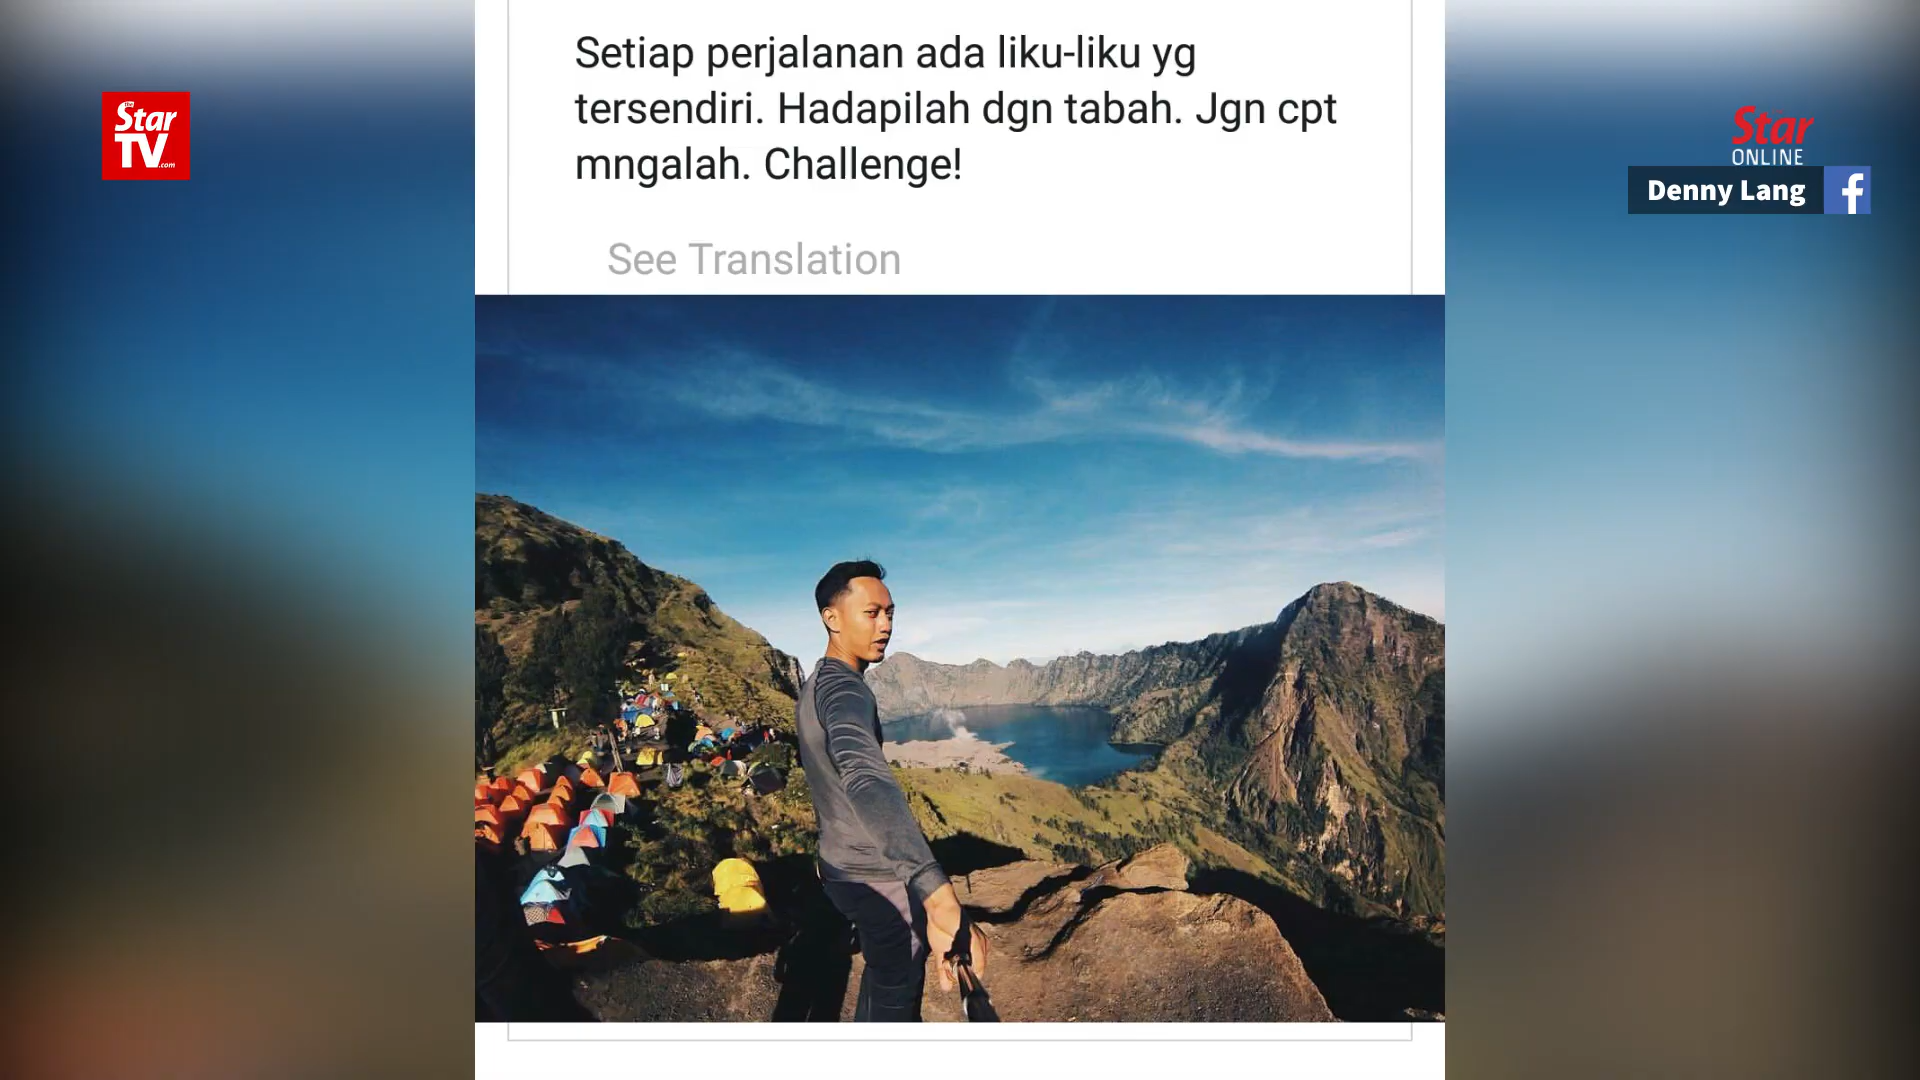 Setiap perjalanan ada liku-liku yg
tersendiri. Hadapilah dgn tabah. Jgn cpt
mngalah. Challenge!
See Translation
the
Star
TV.com
Star
ONLINE
Denny Lang f